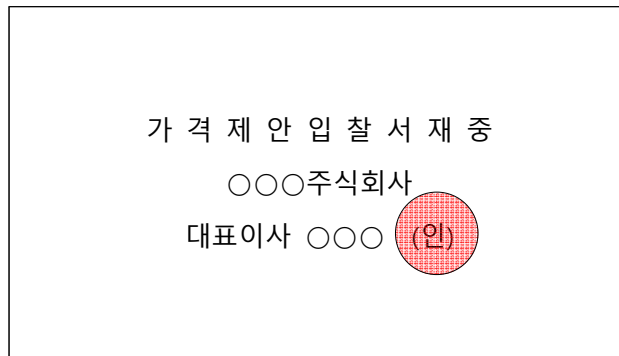 가 격 제 안 입 찰 서 재 중
○○○주식회사
대표이사 ○○○ (인)